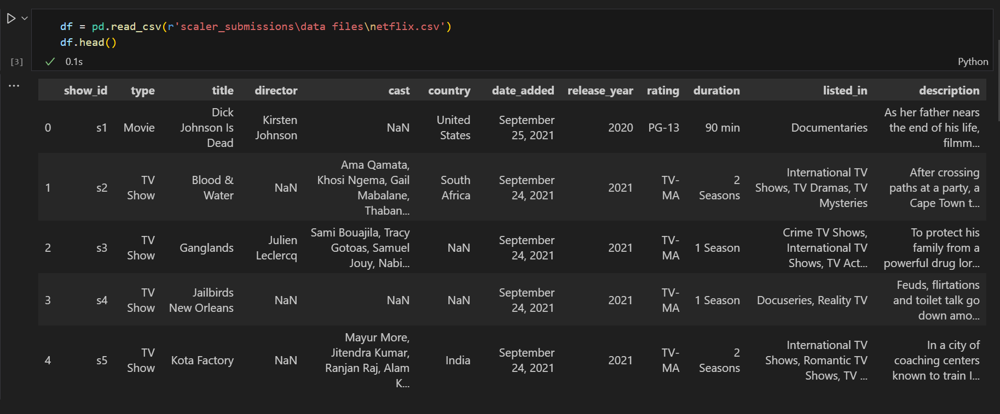 df = pd.read_csv(r'scaler_submissions\data files\netflix.csv')
df.head()
[3] 0.1s Python
...
show_id type title director cast country date_added release_year rating duration listed_in description
0 s1 Movie Dick Johnson Is Dead Kirsten Johnson NaN United States September 25, 2021 2020 PG-13 90 min Documentaries As her father nears the end of his life, filmm...
1 s2 TV Show Blood & Water NaN Ama Qamata, Khosi Ngema, Gail Mabalane, Thaban... South Africa September 24, 2021 2021 TV-MA 2 Seasons International TV Shows, TV Dramas, TV Mysteries After crossing paths at a party, a Cape Town t...
2 s3 TV Show Ganglands Julien Leclercq Sami Bouajila, Tracy Gotoas, Samuel Jouy, Nabi... NaN September 24, 2021 2021 TV-MA 1 Season Crime TV Shows, International TV Shows, TV Act... To protect his family from a powerful drug lor...
3 s4 TV Show Jailbirds New Orleans NaN NaN NaN September 24, 2021 2021 TV-MA 1 Season Docuseries, Reality TV Feuds, flirtations and toilet talk go down amo...
4 s5 TV Show Kota Factory NaN Mayur More, Jitendra Kumar, Ranjan Raj, Alam K... India September 24, 2021 2021 TV-MA 2 Seasons International TV Shows, Romantic TV Shows, TV ... In a city of coaching centers known to train I...